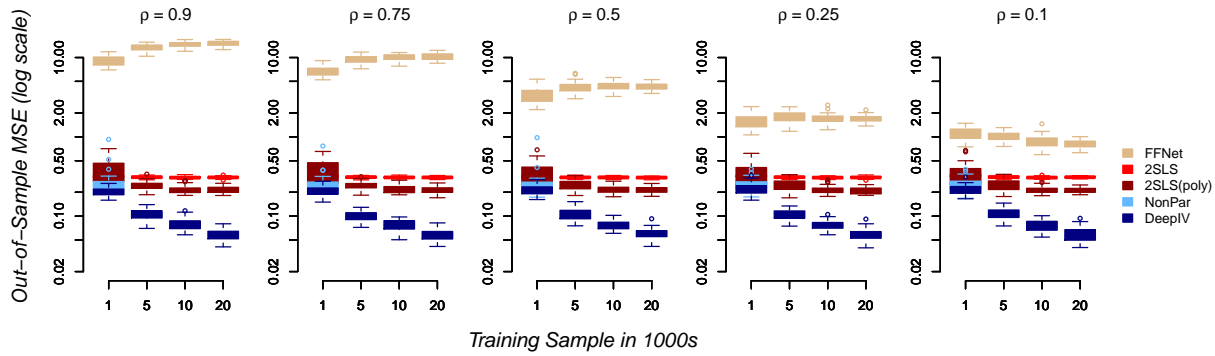 ρ = 0.9
ρ = 0.75
ρ = 0.5
ρ = 0.25
ρ = 0.1
Out−of−Sample MSE (log scale)
10.00
2.00
0.50
0.10
0.02
1 5 10 20
10.00
2.00
0.50
0.10
0.02
1 5 10 20
10.00
2.00
0.50
0.10
0.02
1 5 10 20
10.00
2.00
0.50
0.10
0.02
1 5 10 20
10.00
2.00
0.50
0.10
0.02
1 5 10 20
FFNet
2SLS
2SLS(poly)
NonPar
DeepIV
Training Sample in 1000s